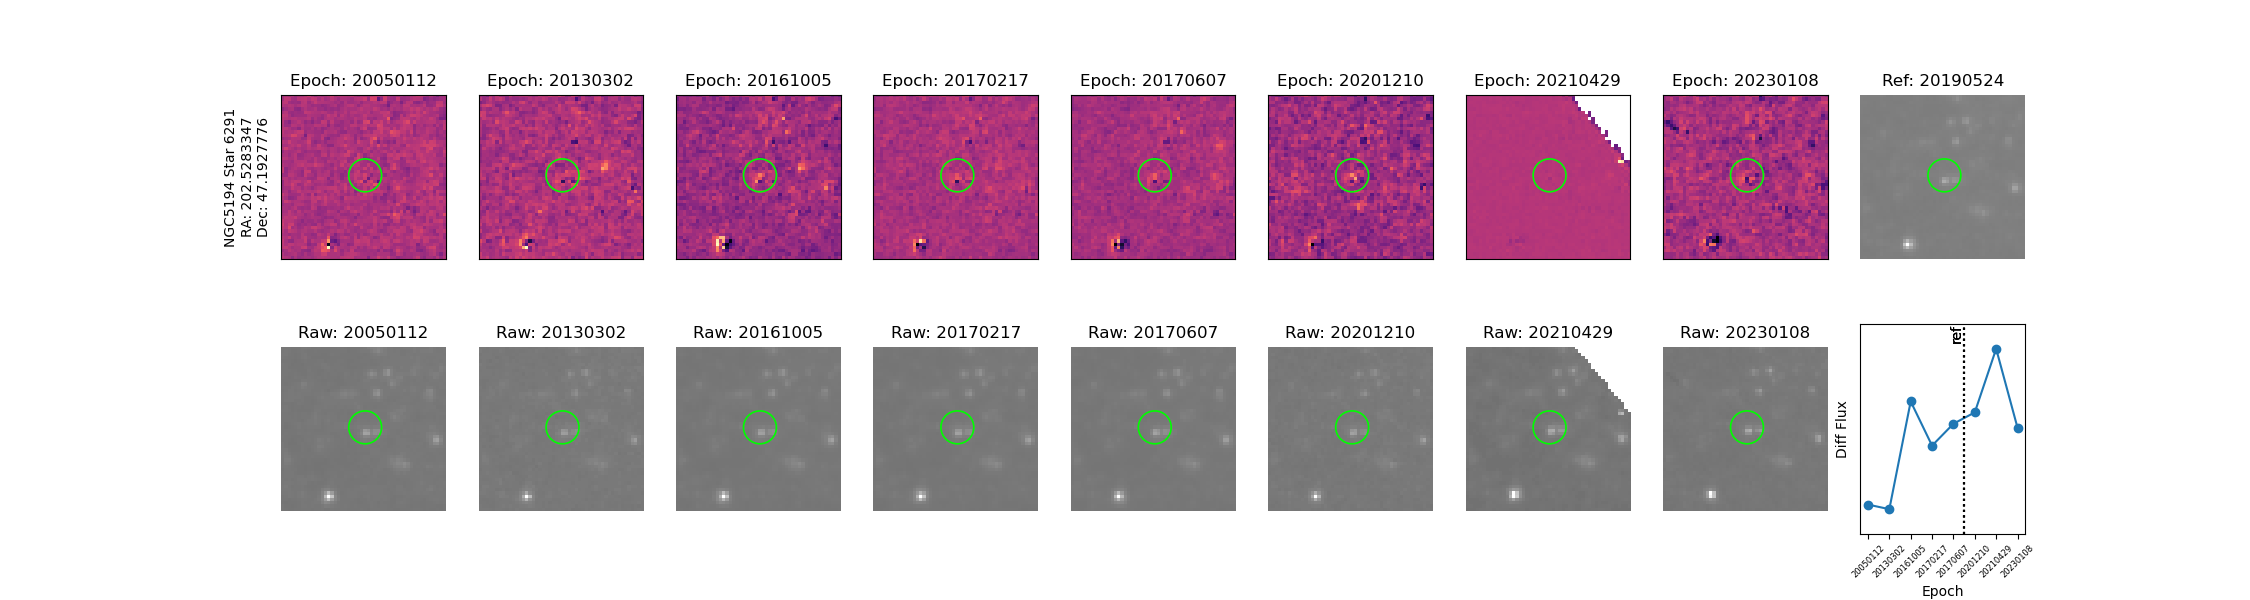 NGC5194 Star 6291
RA: 202.5283347
Dec: 47.1927776
Epoch: 20050112
Epoch: 20130302
Epoch: 20161005
Epoch: 20170217
Epoch: 20170607
Epoch: 20201210
Epoch: 20210429
Epoch: 20230108
Ref: 20190524
Raw: 20050112
Raw: 20130302
Raw: 20161005
Raw: 20170217
Raw: 20170607
Raw: 20201210
Raw: 20210429
Raw: 20230108
ref
Diff Flux
20050112
20130302
20161005
20170217
20170607
20201210
20210429
20230108
Epoch